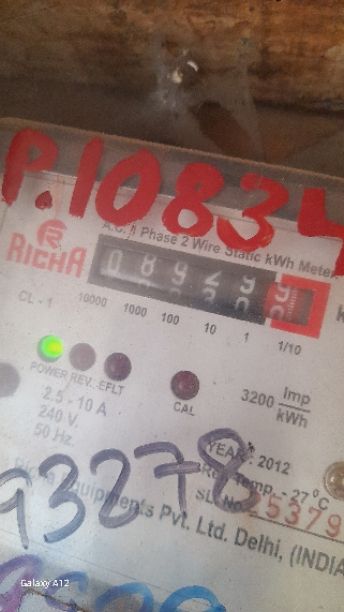 P.10834
A.C. 1 Phase 2 Wire Static kWh Meter
RICHA
CL - 1 10000 1000 100 10 1 1/10
POWER REV. EFLT
CAL
3200 Imp/kWh
2.5 - 10 A
240 V.
50 Hz.
YEAR : 2012
Ref. Temp. - 27°C
93278
SL. No. 25379
Richa Equipments Pvt. Ltd. Delhi, (INDIA
Galaxy A12